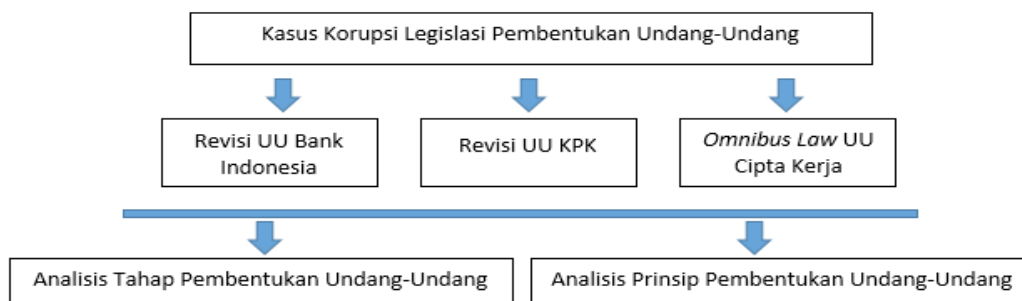 Kasus Korupsi Legislasi Pembentukan Undang-Undang
Revisi UU Bank
Indonesia
Revisi UU KPK
Omnibus Law UU
Cipta Kerja
Analisis Tahap Pembentukan Undang-Undang
Analisis Prinsip Pembentukan Undang-Undang